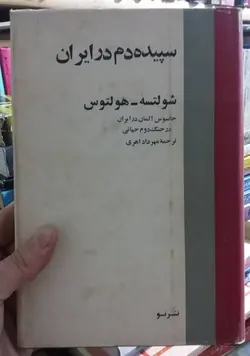 سپیده‌دم در ایران
شولتسه - هولتوس
جاسوس آلمان در ایران
در جنگ دوم جهانی
ترجمهٔ مهرداد اهری
نشر نو